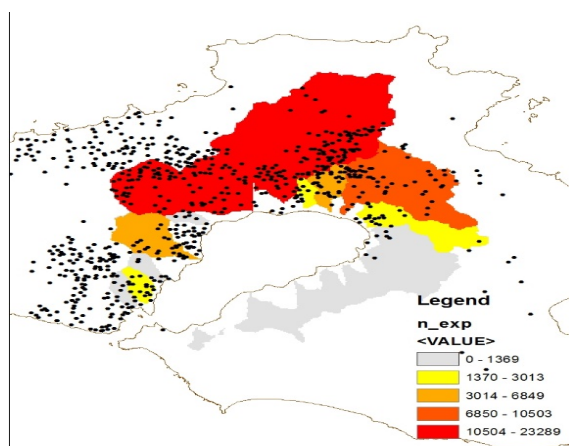 Legend
n_exp
<VALUE>
0 - 1369
1370 - 3013
3014 - 6849
6850 - 10503
10504 - 23289